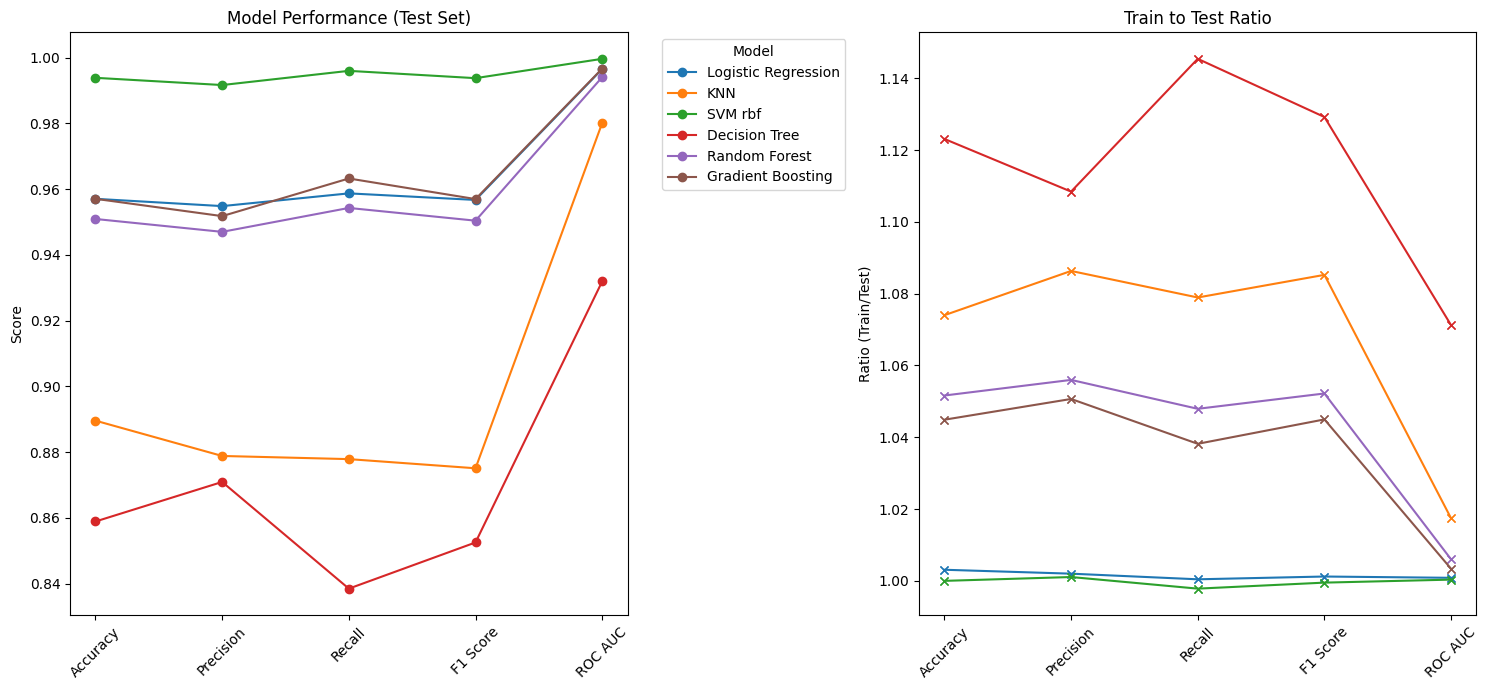 Model Performance (Test Set)
Score
1.00
0.98
0.96
0.94
0.92
0.90
0.88
0.86
0.84
Accuracy
Precision
Recall
F1 Score
ROC AUC
Model
Logistic Regression
KNN
SVM rbf
Decision Tree
Random Forest
Gradient Boosting
Train to Test Ratio
Ratio (Train/Test)
1.14
1.12
1.10
1.08
1.06
1.04
1.02
1.00
Accuracy
Precision
Recall
F1 Score
ROC AUC